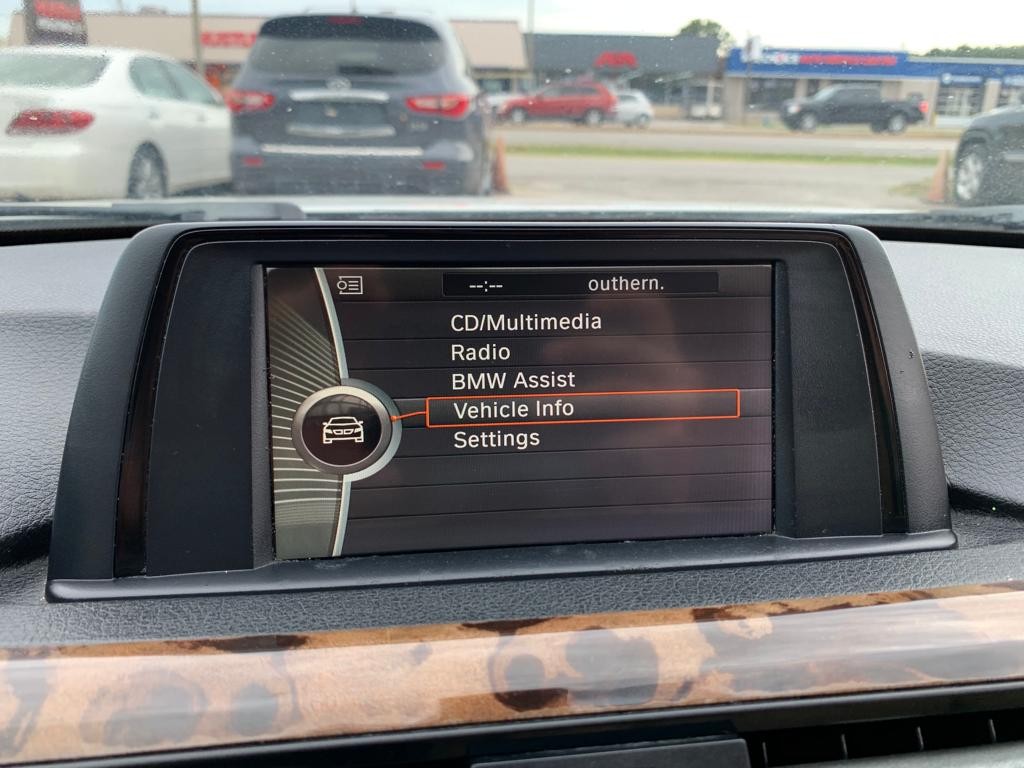 --:-- outhern.
CD/Multimedia
Radio
BMW Assist
Vehicle Info
Settings